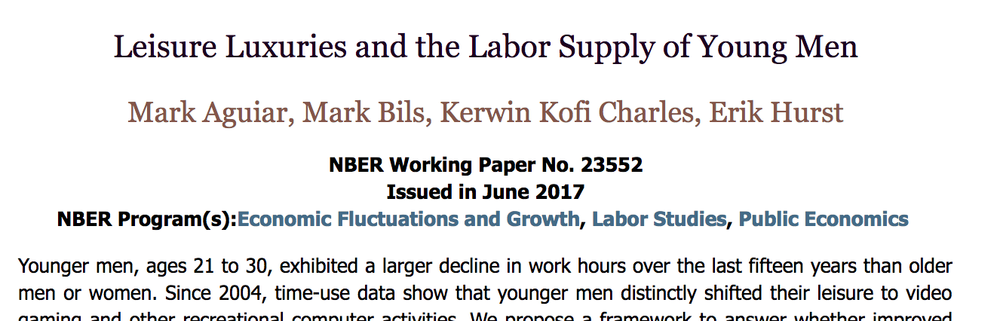 Leisure Luxuries and the Labor Supply of Young Men
Mark Aguiar, Mark Bils, Kerwin Kofi Charles, Erik Hurst
NBER Working Paper No. 23552
Issued in June 2017
NBER Program(s):Economic Fluctuations and Growth, Labor Studies, Public Economics
Younger men, ages 21 to 30, exhibited a larger decline in work hours over the last fifteen years than older
men or women. Since 2004, time-use data show that younger men distinctly shifted their leisure to video
gaming and other recreational computer activities. We propose a framework to answer whether improved